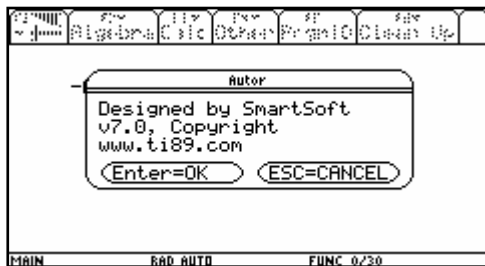 Algebra Calc Other PrgmIO Clean Up
Autor
Designed by SmartSoft
v7.0, Copyright
www.ti89.com
Enter=OK ESC=CANCEL
MAIN RAD AUTO FUNC 0/30